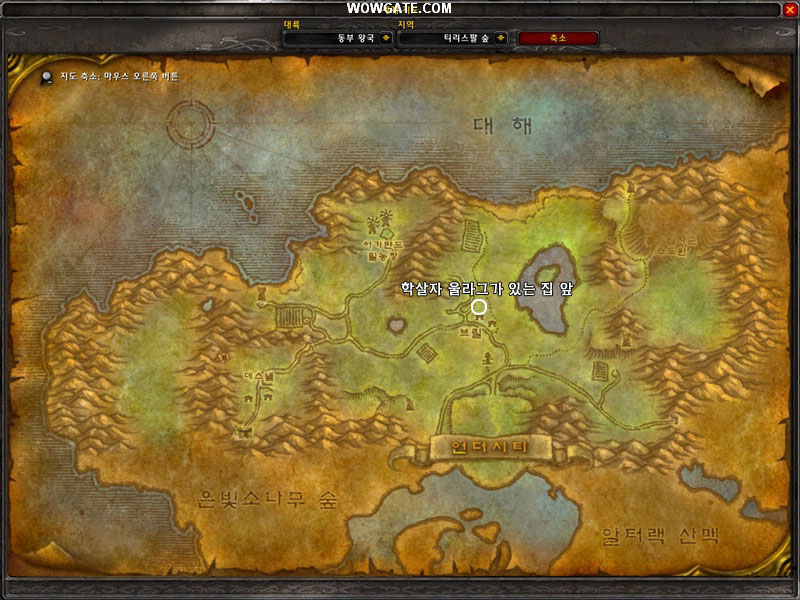 WOWGATE.COM
대륙
지역
동부 왕국
티리스팔 숲
축소
지도 축소: 마우스 오른쪽 버튼
대 해
아가만드
밀농장
학살자 울라그가 있는 집 앞
브릴
데스넬
언더시티
은빛소나무 숲
알터랙 산맥